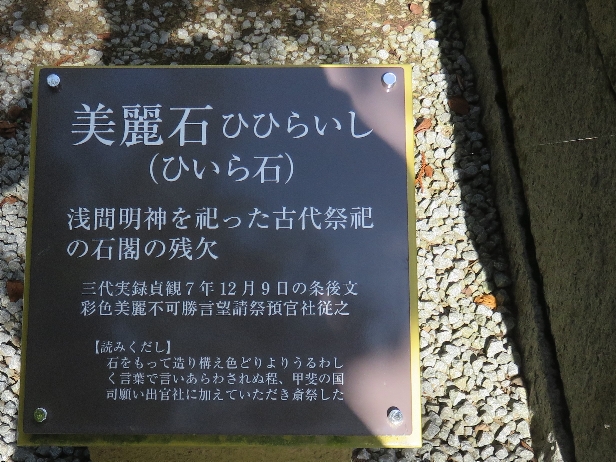 美麗石 ひひらいし
(ひいら石)
浅間明神を祀った古代祭祀
の石閣の残欠
三代実録貞観7年12月9日の条後文
彩色美麗不可勝言望請祭預官社従之
【読みくだし】
石をもって造り構え色どりよりうるわし
く言葉で言いあらわされぬ程、甲斐の国
司願い出官社に加えていただき斎祭した